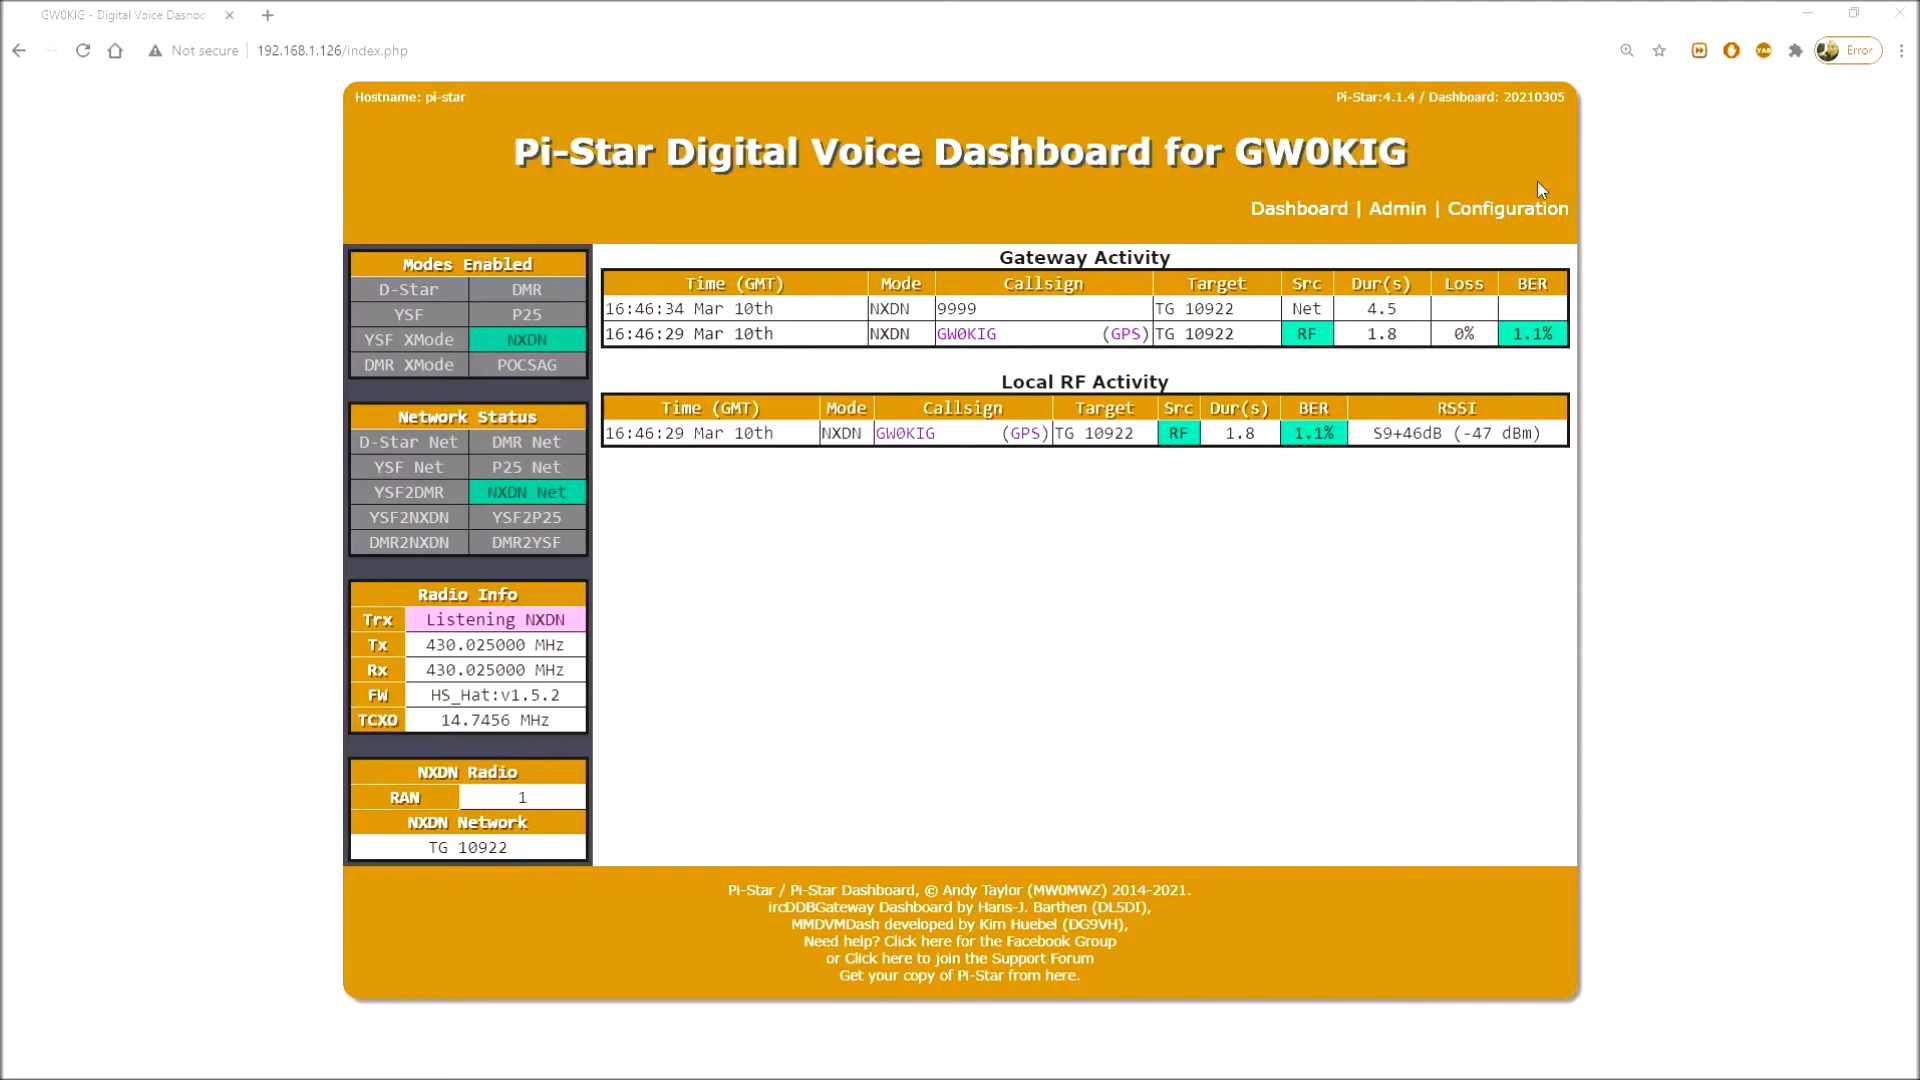 GW0KIG - Digital Voice Dashbc
Not secure 192.168.1.126/index.php
YAB
Error
Hostname: pi-star
Pi-Star:4.1.4 / Dashboard: 20210305
Pi-Star Digital Voice Dashboard for GW0KIG
Dashboard | Admin | Configuration
Modes Enabled
D-Star DMR
YSF P25
YSF XMode NXDN
DMR XMode POCSAG
Network Status
D-Star Net DMR Net
YSF Net P25 Net
YSF2DMR NXDN Net
YSF2NXDN YSF2P25
DMR2NXDN DMR2YSF
Radio Info
Trx Listening NXDN
Tx 430.025000 MHz
Rx 430.025000 MHz
FW HS_Hat:v1.5.2
TCXO 14.7456 MHz
NXDN Radio
RAN 1
NXDN Network
TG 10922
Gateway Activity
Time (GMT) Mode Callsign Target Src Dur(s) Loss BER
16:46:34 Mar 10th NXDN 9999 TG 10922 Net 4.5
16:46:29 Mar 10th NXDN GW0KIG (GPS) TG 10922 RF 1.8 0% 1.1%
Local RF Activity
Time (GMT) Mode Callsign Target Src Dur(s) BER RSSI
16:46:29 Mar 10th NXDN GW0KIG (GPS) TG 10922 RF 1.8 1.1% S9+46dB (-47 dBm)
Pi-Star / Pi-Star Dashboard, © Andy Taylor (MW0MWZ) 2014-2021.
ircDDBGateway Dashboard by Hans-J. Barthen (DL5DI),
MMDVMDash developed by Kim Huebel (DG9VH),
Need help? Click here for the Facebook Group
or Click here to join the Support Forum
Get your copy of Pi-Star from here.